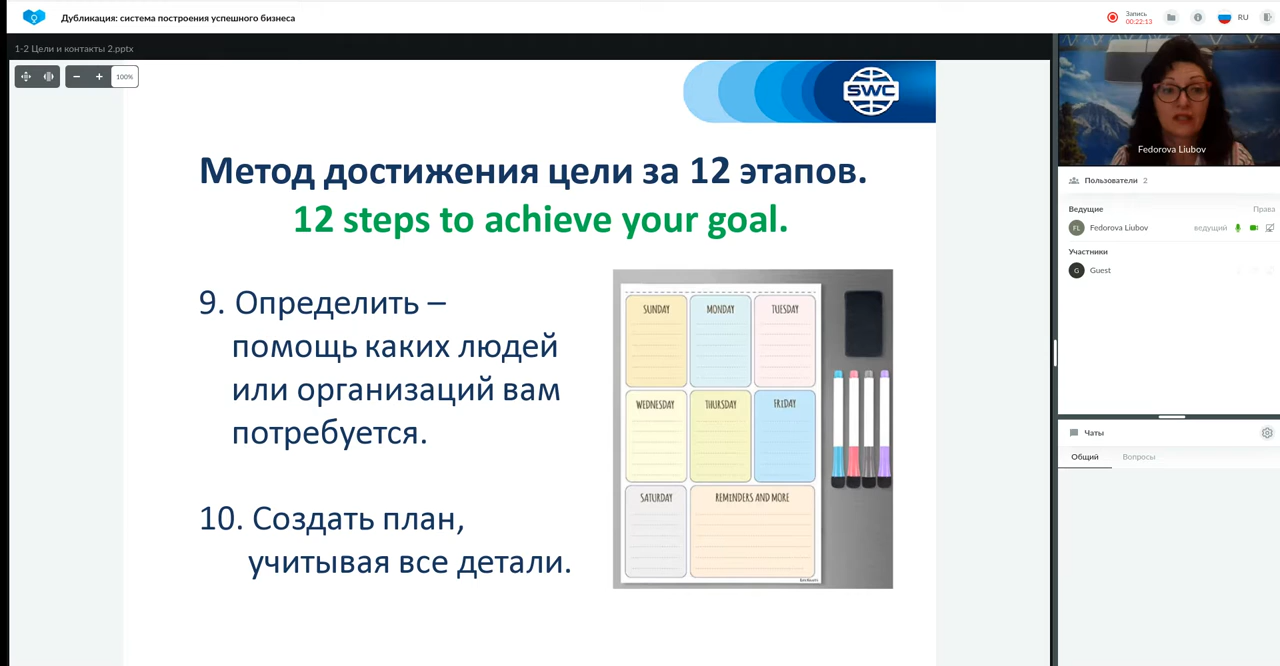 Дубликация: система построения успешного бизнеса
Запись
00:22:13
RU
1-2 Цели и контакты 2.pptx
100%
SWC
Метод достижения цели за 12 этапов.
12 steps to achieve your goal.
9. Определить –
помощь каких людей
или организаций вам
потребуется.
10. Создать план,
учитывая все детали.
SUNDAY
MONDAY
TUESDAY
WEDNESDAY
THURSDAY
FRIDAY
SATURDAY
REMINDERS AND MORE
Fedorova Liubov
Пользователи 2
Ведущие
Права
FL
Fedorova Liubov
ведущий
Участники
G
Guest
Чаты
Общий
Вопросы